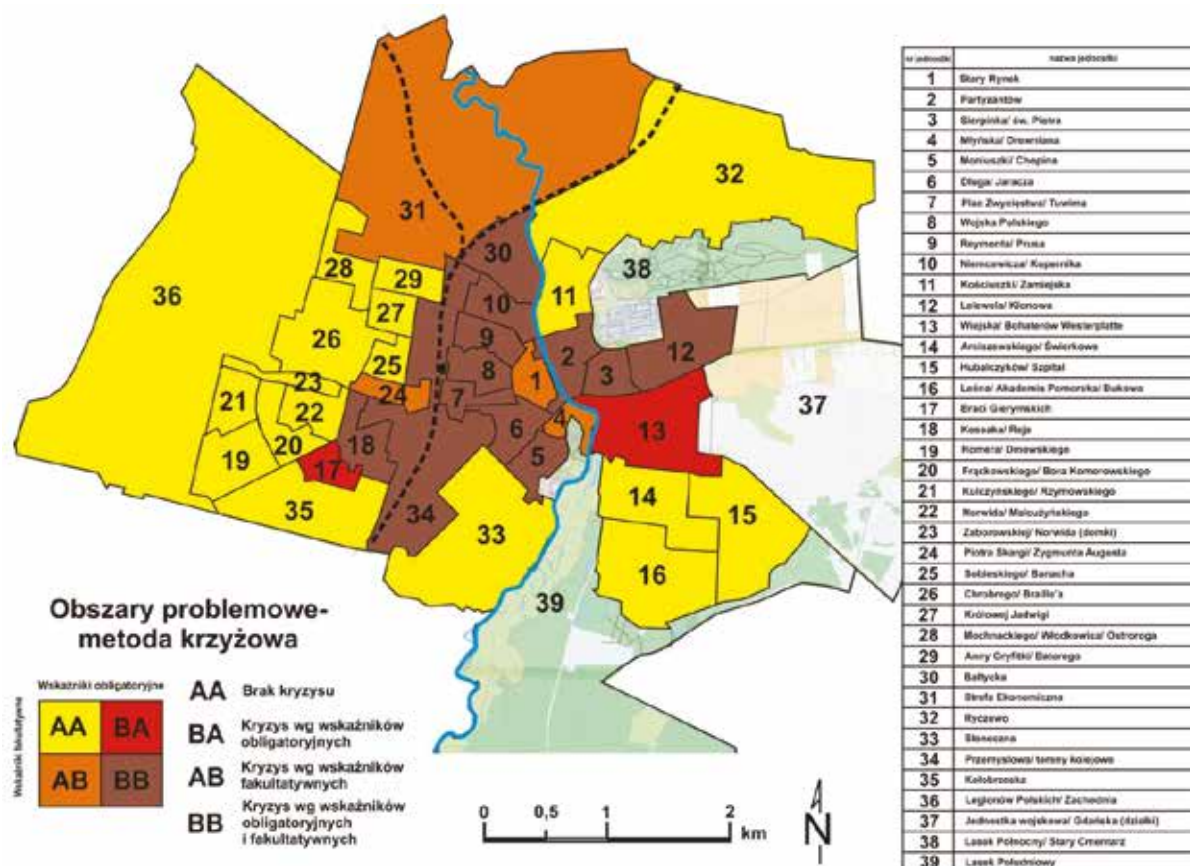 nr jednostki nazwa jednostki
1 Stary Rynek
2 Partyzantów
3 Sierpinka/ św. Piotra
4 Młyńska/ Drewniana
5 Moniuszki/ Chopina
6 Długa/ Jaracza
7 Plac Zwycięstwa/ Tuwima
8 Wojska Polskiego
9 Reymonta/ Prusa
10 Niemcewicza/ Kopernika
11 Kościuszki/ Zamiejska
12 Lelewela/ Klonowa
13 Wiejska/ Bohaterów Westerplatte
14 Arciszewskiego/ Świerkowa
15 Hubalczyków/ Szpital
16 Leśna/ Akademia Pomorska/ Bukowa
17 Braci Gierymskich
18 Kossaka/ Reja
19 Romera/ Dmowskiego
20 Frąckowskiego/ Bora Komorowskiego
21 Kulczyńskiego/ Rzymowskiego
22 Norwida/ Małcużyńskiego
23 Zaborowskiej/ Norwida (domki)
24 Piotra Skargi/ Zygmunta Augusta
25 Sobieskiego/ Banacha
26 Chrobrego/ Braille'a
27 Królowej Jadwigi
28 Mochnackiego/ Włodkowica/ Ostroroga
29 Anny Gryfitki/ Batorego
30 Bałtycka
31 Strefa Ekonomiczna
32 Ryczewo
33 Słoneczna
34 Przemysłowa/ tereny kolejowe
35 Kołobrzeska
36 Legionów Polskich/ Zachodnia
37 Jednostka wojskowa/ Gdańska (działki)
38 Lasek Północny/ Stary Cmentarz
39 Lasek Południowy
31
32
30
28
29
38
36
10
11
27
26
9
2
12
25
8
3
1
23
24
7
37
21
22
4
6
13
18
20
5
19
17
14
15
35
34
33
16
39
Obszary problemowe-
metoda krzyżowa
Wskaźniki obligatoryjne
Wskaźniki fakultatywne
AA BA
AB BB
AA Brak kryzysu
BA Kryzys wg wskaźników
obligatoryjnych
AB Kryzys wg wskaźników
fakultatywnych
BB Kryzys wg wskaźników
obligatoryjnych
i fakultatywnych
0 0,5 1 2
km
N